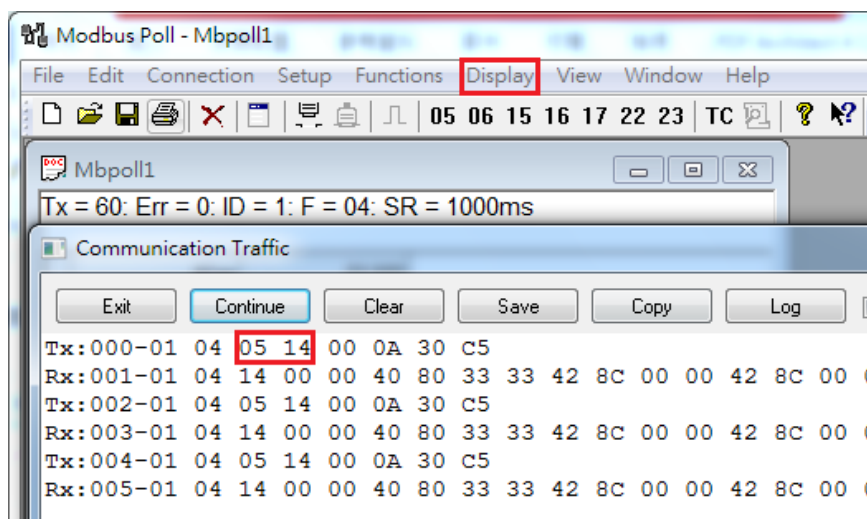 Modbus Poll - Mbpoll1
File Edit Connection Setup Functions Display View Window Help
05 06 15 16 17 22 23 TC
Mbpoll1
Tx = 60: Err = 0: ID = 1: F = 04: SR = 1000ms
Communication Traffic
Exit Continue Clear Save Copy Log
Tx:000-01 04 05 14 00 0A 30 C5
Rx:001-01 04 14 00 00 40 80 33 33 42 8C 00 00 42 8C 00
Tx:002-01 04 05 14 00 0A 30 C5
Rx:003-01 04 14 00 00 40 80 33 33 42 8C 00 00 42 8C 00
Tx:004-01 04 05 14 00 0A 30 C5
Rx:005-01 04 14 00 00 40 80 33 33 42 8C 00 00 42 8C 00